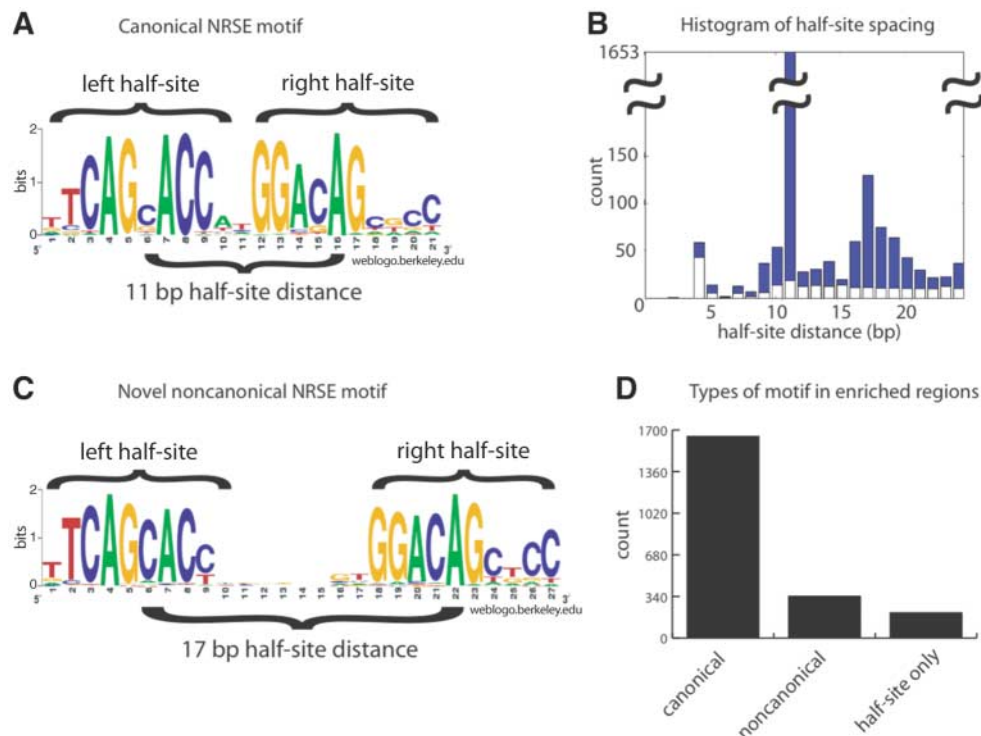 A Canonical NRSE motif
left half-site right half-site
2
1
0
bits
TTCAGCACCAT GGACAGCGCC
5' 1 2 3 4 5 6 7 8 9 10 11 12 13 14 15 16 17 18 19 20 21 3'
weblogo.berkeley.edu
11 bp half-site distance
B Histogram of half-site spacing
1653
150
100
50
0
count
5 10 15 20
half-site distance (bp)
C Novel noncanonical NRSE motif
left half-site right half-site
2
1
0
bits
TTCAGCACC GGACAGCTCC
5' 1 2 3 4 5 6 7 8 9 10 11 12 13 14 15 16 17 18 19 20 21 22 23 24 25 26 27 3'
weblogo.berkeley.edu
17 bp half-site distance
D Types of motif in enriched regions
1700
1360
1020
680
340
0
count
canonical
noncanonical
half-site only